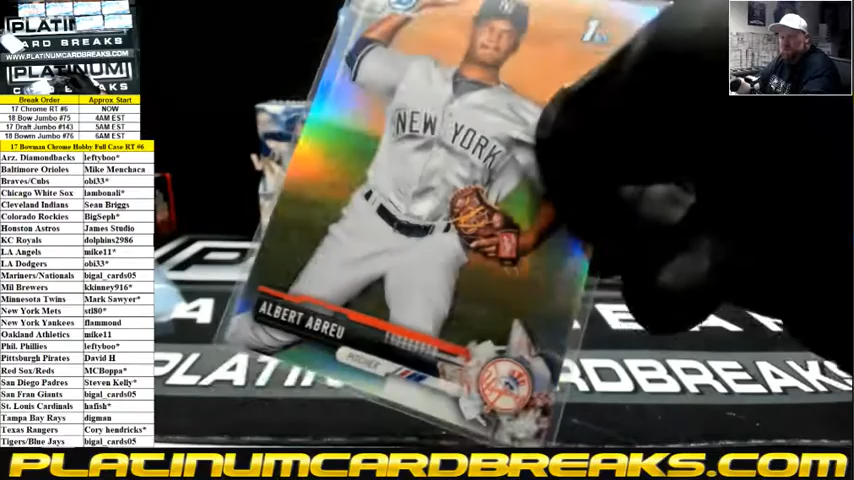 PLATINUM
CARD BREAKS
WWW.PLATINUMCARDBREAKS.COM
PLATINUM
Break Order Approx Start
17 Chrome RT #6 NOW
18 Bow Jumbo #75 4AM EST
17 Draft Jumbo #143 5AM EST
18 Bowm Jumbo #76 6AM EST
17 Bowman Chrome Hobby Full Case RT #6
Arz. Diamondbacks leftyboo*
Baltimore Orioles Mike Menchaca
Braves/Cubs obi33*
Chicago White Sox lambonali*
Cleveland Indians Sean Briggs
Colorado Rockies BigSeph*
Houston Astros James Studio
KC Royals dolphins2986
LA Angels mike11*
LA Dodgers obi33*
Mariners/Nationals bigal_cards05
Mil Brewers kkinney916*
Minnesota Twins Mark Sawyer*
New York Mets stl80*
New York Yankees flammond
Oakland Athletics mike11
Phil. Phillies leftyboo*
Pittsburgh Pirates David H
Red Sox/Reds MCBoppa*
San Diego Padres Steven Kelly*
San Fran Giants bigal_cards05
St. Louis Cardinals hafish*
Tampa Bay Rays digman
Texas Rangers Cory hendricks*
Tigers/Blue Jays bigal_cards05
1st
NEW YORK
ALBERT ABREU
PITCHER
PLATIN
CARDBREAKS.
PLATINUMCARDBREAKS.COM